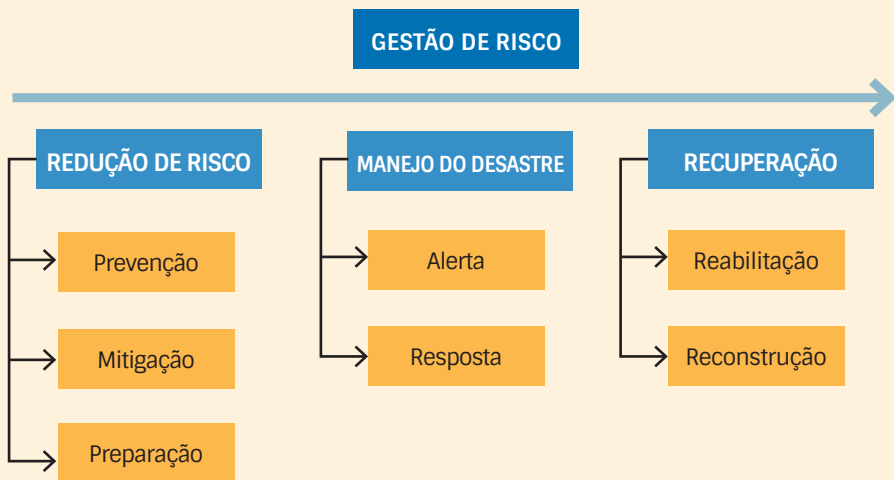 GESTÃO DE RISCO
REDUÇÃO DE RISCO
Prevenção
Mitigação
Preparação
MANEJO DO DESASTRE
Alerta
Resposta
RECUPERAÇÃO
Reabilitação
Reconstrução